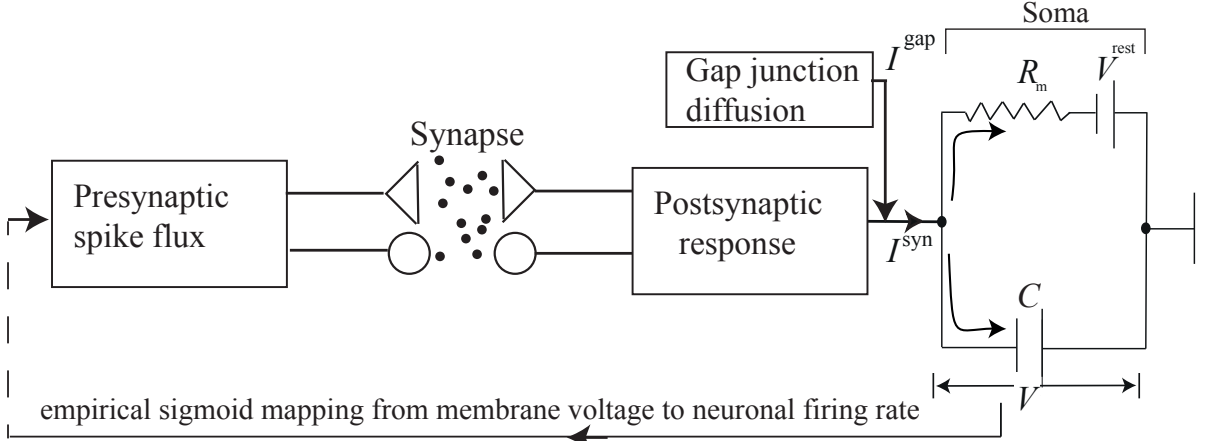 Soma
I^gap
V^rest
R_m
Gap junction
diffusion
Synapse
Presynaptic
spike flux
Postsynaptic
response
I^syn
C
V
empirical sigmoid mapping from membrane voltage to neuronal firing rate